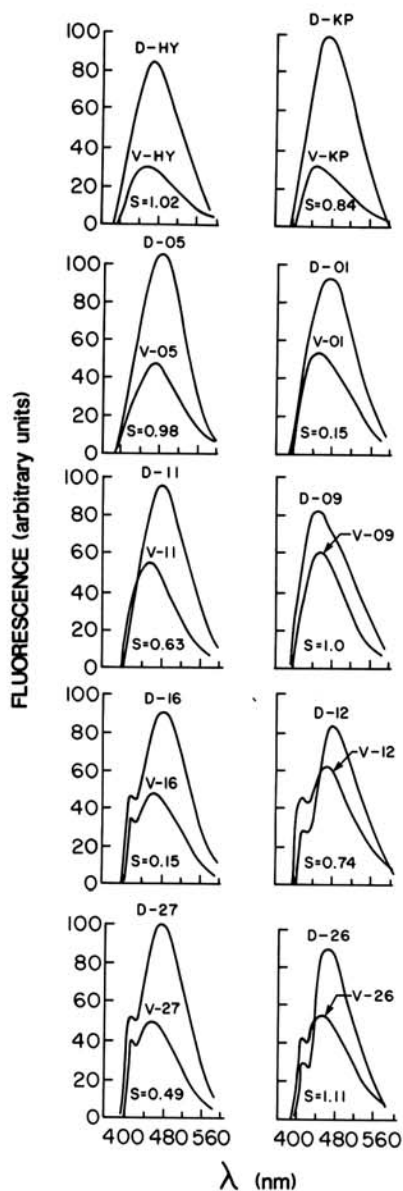 FLUORESCENCE (arbitrary units)
D-HY
V-HY
S=1.02
100
80
60
40
20
0
D-KP
V-KP
S=0.84
D-05
V-05
S=0.98
100
80
60
40
20
0
D-01
V-01
S=0.15
D-11
V-11
S=0.63
100
80
60
40
20
0
D-09
V-09
S=1.0
D-16
V-16
S=0.15
100
80
60
40
20
0
D-12
V-12
S=0.74
D-27
V-27
S=0.49
100
80
60
40
20
0
D-26
V-26
S=1.11
400 480 560
400 480 560
λ (nm)